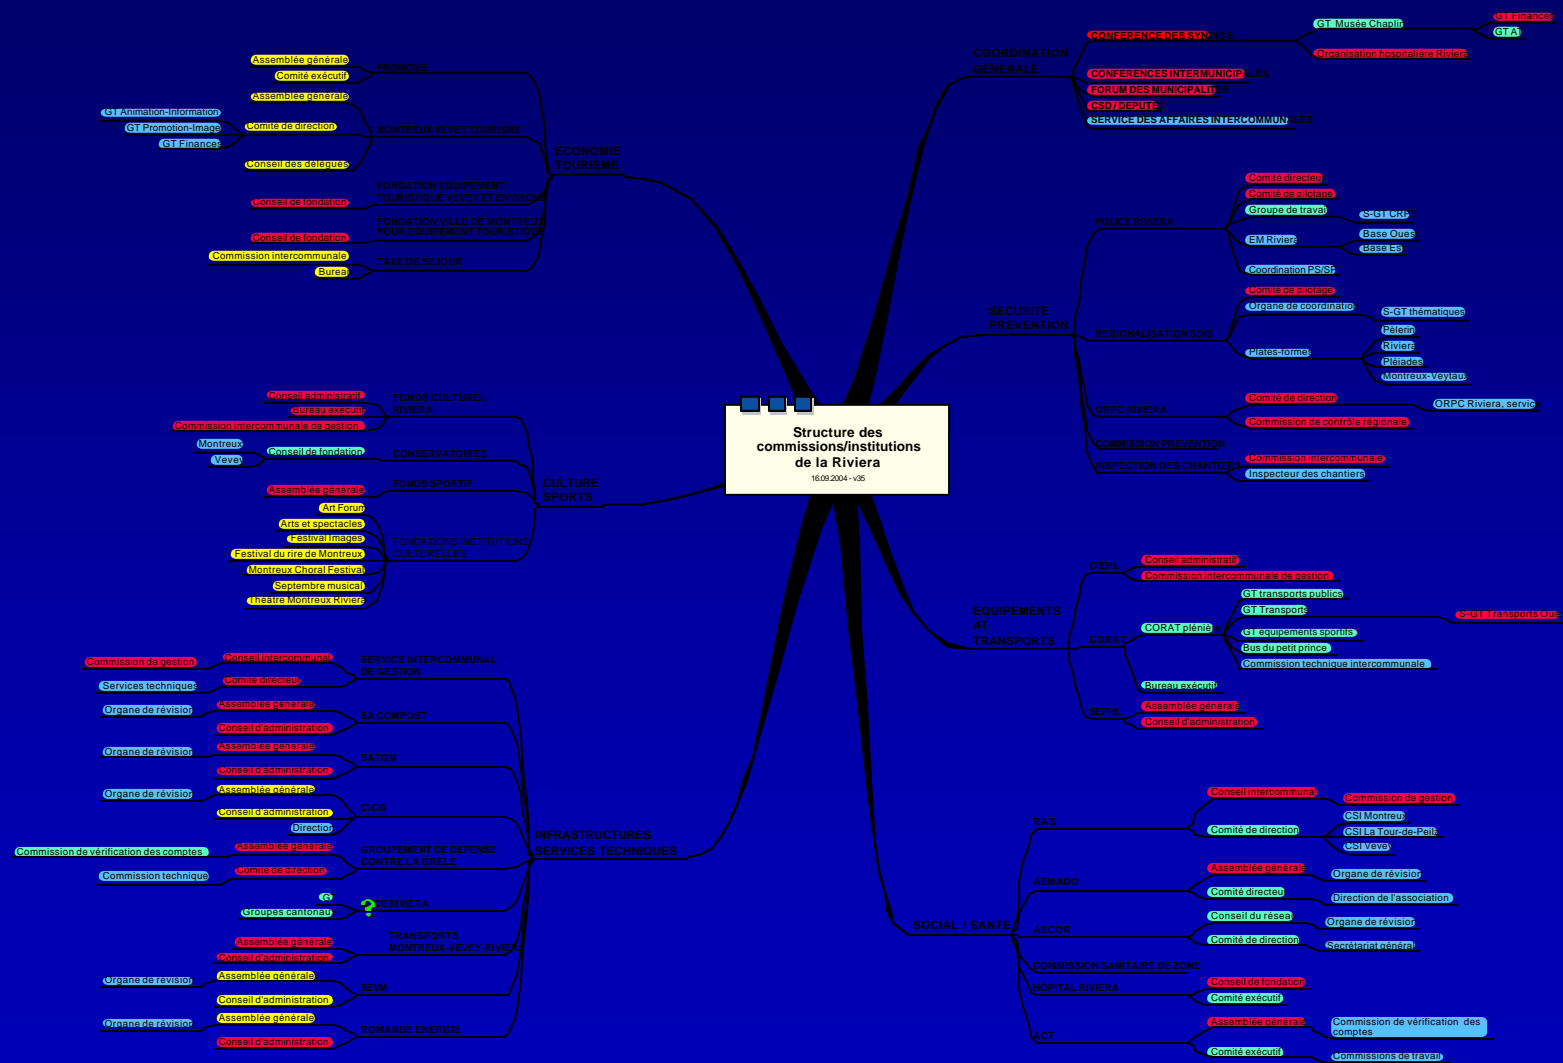 Structure des
commissions/institutions
de la Riviera
16.09.2004 - v35
COORDINATION
GENERALE
CONFERENCE DES SYNDICS
GT Musée Chaplin
GT Finances
GT AT
Organisation hospitalière Riviera
CONFERENCES INTERMUNICIPALES
FORUM DES MUNICIPALITES
CSD / DEPUTES
SERVICE DES AFFAIRES INTERCOMMUNALES
SECURITE
PREVENTION
POLICE RIVIERA
Comité directeu
Comité de pilotage
Groupe de travai
S-GT CRPS
EM Riviera
Base Oues
Base Es
Coordination PS/SP
REGIONALISATION SDIS
Comité de pilotage
Organe de coordinatio
S-GT thématiques
Plates-formes
Pèlerin
Riviera
Pléiades
Montreux-Veytaux
ORPC RIVIERA
Comité de direction
ORPC Riviera, servic
Commission de contrôle régionale
COMMISSION PREVENTION
INSPECTION DES CHANTIERS
Commission intercommunale
Inspecteur des chantiers
EQUIPEMENTS
AT
TRANSPORTS
CIEHL
Conseil administratif
Commission intercommunale de gestion
CORAT
CORAT pléniè
GT transports publics
GT Transports
S-GT Transports Oue
GT équipements sportifs
Bus du petit prince
Commission technique intercommunale
Bureau exécutif
SEPHL
Assemblée générale
Conseil d'administration
SOCIAL / SANTE
RAS
Conseil intercommunal
Commission de gestion
Comité de direction
CSI Montreux
CSI La Tour-de-Peilz
CSI Vevey
ASMADD
Assemblée générale
Organe de révision
Comité directeu
Direction de l'association
ASCOR
Conseil du résea
Organe de révision
Comité de direction
Secrétariat général
COMMISSION SANITAIRE DE ZONE
HÔPITAL RIVIERA
Conseil de fondation
Comité exécutif
ACT
Assemblée générale
Commission de vérification des
comptes
Comité exécutif
Commissions de travail
ECONOMIE
TOURISME
PRONOVE
Assemblée générale
Comité exécutif
MONTREUX VEVEY TOURISME
Assemblée générale
Comité de direction
GT Animation-Information
GT Promotion-Image
GT Finances
Conseil des délégués
FONDATION EQUIPEMENT
TOURISTIQUE VEVEY ET ENVIRONS
Conseil de fondation
FONDATION VILLE DE MONTREUX
POUR EQUIPEMENT TOURISTIQUE
Conseil de fondation
TAXE DE SEJOUR
Commission intercommunale
Bureau
CULTURE
SPORTS
FONDS CULTUREL
RIVIERA
Conseil administratif
Bureau exécutif
Commission intercommunale de gestion
CONSERVATOIRES
Conseil de fondation
Montreux
Vevey
FONDS SPORTIF
Assemblée générale
FONDATIONS/INSTITUTIONS
CULTURELLES
Art Forum
Arts et spectacles
Festival Images
Festival du rire de Montreux
Montreux Choral Festival
Septembre musical
Théâtre Montreux Riviera
INFRASTRUCTURES
SERVICES TECHNIQUES
SERVICE INTERCOMMUNAL
DE GESTION
Conseil intercommunal
Commission de gestion
Comité directeur
Services techniques
SA COMPOST
Assemblée générale
Organe de révision
Conseil d'administration
SATOM
Assemblée générale
Organe de révision
Conseil d'administration
CICD
Assemblée générale
Organe de révision
Conseil d'administration
Direction
GROUPEMENT DE DEFENSE
CONTRE LA GRELE
Assemblée générale
Commission de vérification des comptes
Comité de direction
Commission technique
? DERIVIERA
Groupes cantonau
TRANSPORTS
MONTREUX-VEVEY-RIVIERA
Assemblée générale
Conseil d'administration
SEVM
Assemblée générale
Organe de révision
Conseil d'administration
ROMANDE ENERGIE
Assemblée générale
Organe de révision
Conseil d'administration